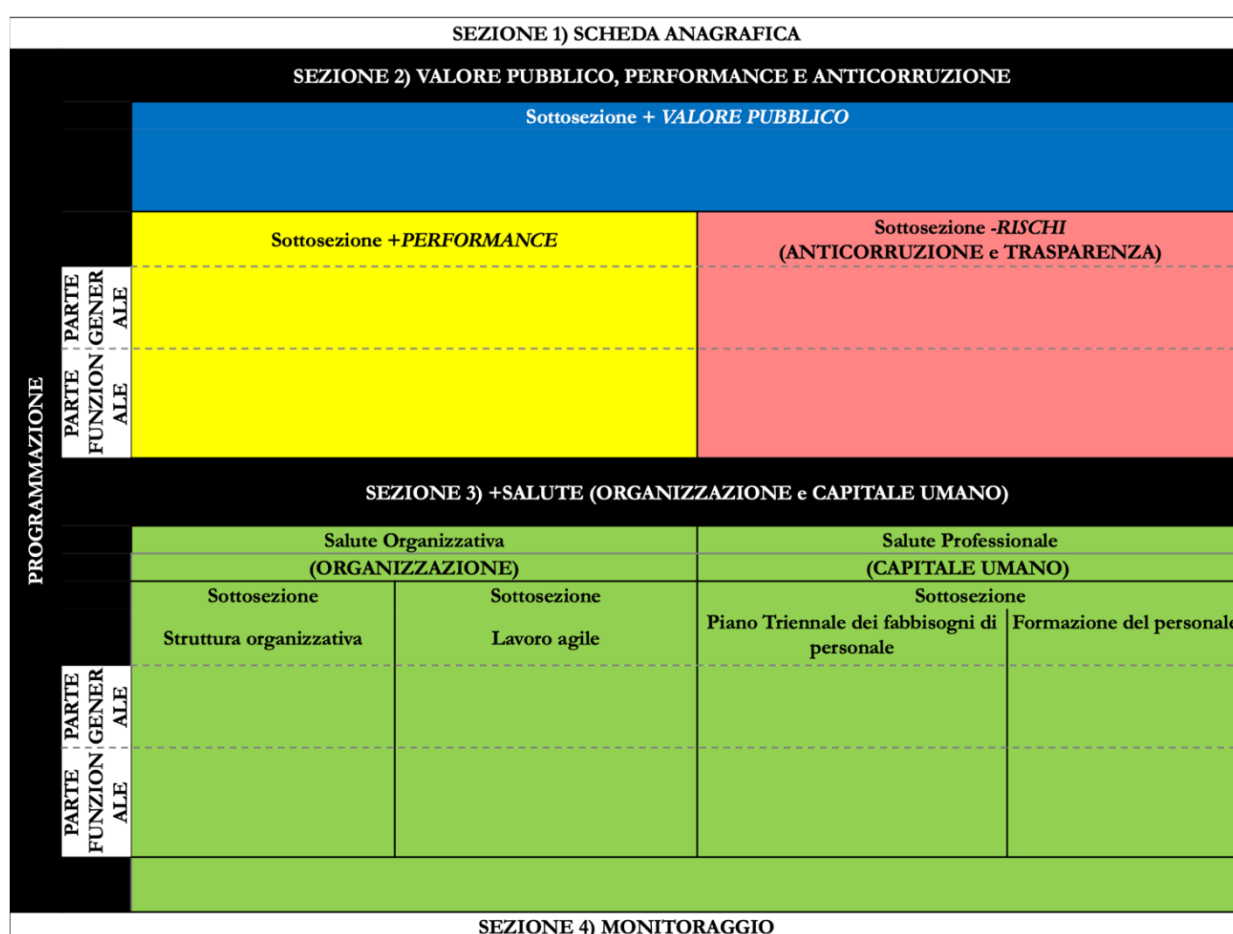 SEZIONE 1) SCHEDA ANAGRAFICA
PROGRAMMAZIONE
SEZIONE 2) VALORE PUBBLICO, PERFORMANCE E ANTICORRUZIONE
Sottosezione + VALORE PUBBLICO
Sottosezione +PERFORMANCE
Sottosezione -RISCHI
(ANTICORRUZIONE e TRASPARENZA)
PARTE
GENER
ALE
PARTE
FUNZION
ALE
SEZIONE 3) +SALUTE (ORGANIZZAZIONE e CAPITALE UMANO)
Salute Organizzativa
(ORGANIZZAZIONE)
Salute Professionale
(CAPITALE UMANO)
Sottosezione
Struttura organizzativa
Sottosezione
Lavoro agile
Sottosezione
Piano Triennale dei fabbisogni di
personale
Formazione del personale
PARTE
GENER
ALE
PARTE
FUNZION
ALE
SEZIONE 4) MONITORAGGIO